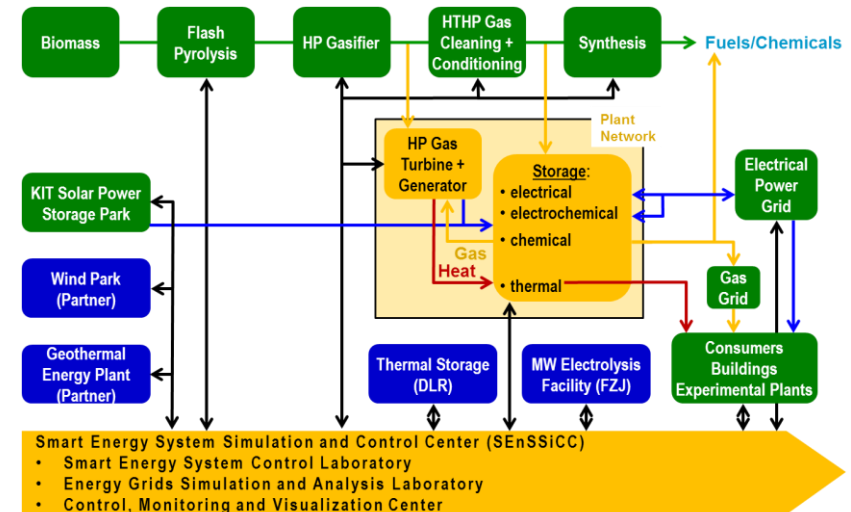 Biomass
Flash
Pyrolysis
HP Gasifier
HTHP Gas
Cleaning +
Conditioning
Synthesis
Fuels/Chemicals
Plant
Network
HP Gas
Turbine +
Generator
Storage:
• electrical
• electrochemical
• chemical
• thermal
Gas
Heat
Electrical
Power
Grid
KIT Solar Power
Storage Park
Wind Park
(Partner)
Geothermal
Energy Plant
(Partner)
Gas
Grid
Thermal Storage
(DLR)
MW Electrolysis
Facility (FZJ)
Consumers
Buildings
Experimental Plants
Smart Energy System Simulation and Control Center (SEnSSiCC)
• Smart Energy System Control Laboratory
• Energy Grids Simulation and Analysis Laboratory
• Control, Monitoring and Visualization Center